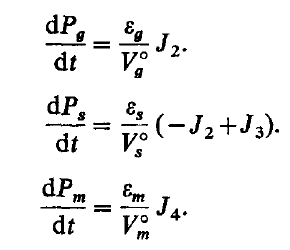 dP_g/dt = ε_g/V_g° J_2.
dP_s/dt = ε_s/V_s° (-J_2+J_3).
dP_m/dt = ε_m/V_m° J_4.